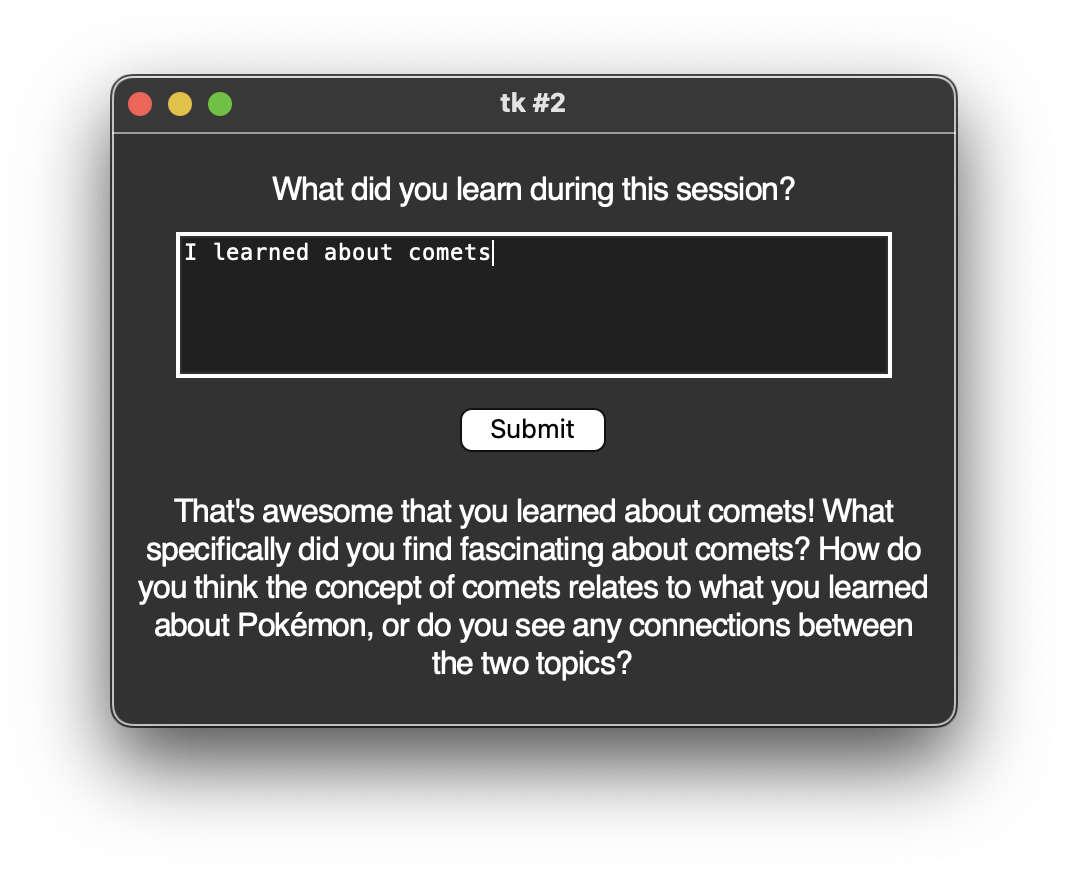 tk #2
What did you learn during this session?
I learned about comets
Submit
That's awesome that you learned about comets! What
specifically did you find fascinating about comets? How do
you think the concept of comets relates to what you learned
about Pokémon, or do you see any connections between
the two topics?